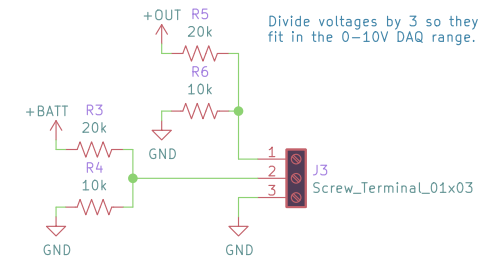 +OUT
R5
20k
Divide voltages by 3 so they
fit in the 0-10V DAQ range.
R6
10k
GND
+BATT
R3
20k
R4
10k
GND
1
2
3
J3
Screw_Terminal_01x03
GND